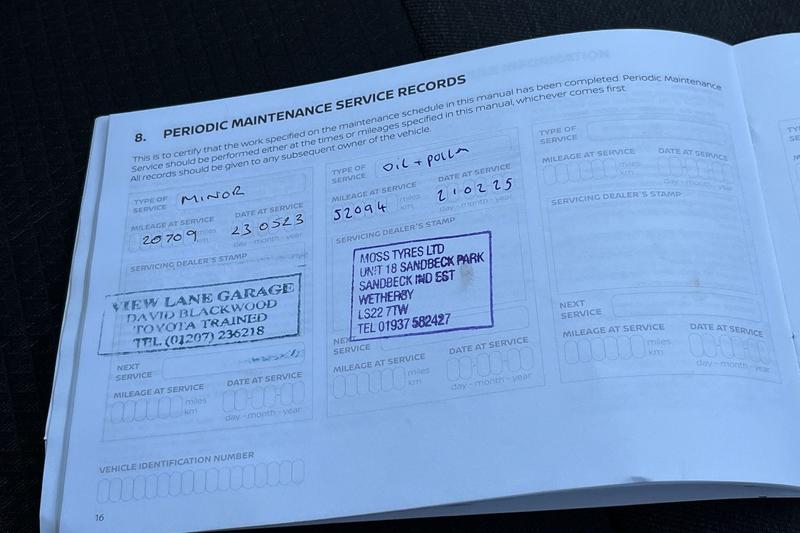 8. PERIODIC MAINTENANCE SERVICE RECORDS
This is to certify that the work specified on the maintenance schedule in this manual has been completed. Periodic Maintenance
Service should be performed either at the times or mileages specified in this manual, whichever comes first.
All records should be given to any subsequent owner of the vehicle.
TYPE OF SERVICE MINOR
MILEAGE AT SERVICE DATE AT SERVICE
20709 miles km 23 05 23
day - month - year
SERVICING DEALER'S STAMP
VIEW LANE GARAGE
DAVID BLACKWOOD
TOYOTA TRAINED
TEL. (01207) 236218
NEXT SERVICE
MILEAGE AT SERVICE DATE AT SERVICE
miles km
day - month - year
VEHICLE IDENTIFICATION NUMBER
16
TYPE OF SERVICE OIL + POLLEN
MILEAGE AT SERVICE DATE AT SERVICE
52094 miles km 21 02 25
day - month - year
SERVICING DEALER'S STAMP
MOSS TYRES LTD
UNIT 18 SANDBECK PARK
SANDBECK IND EST
WETHERBY
LS22 7TW
TEL 01937 582427
NEXT SERVICE
MILEAGE AT SERVICE DATE AT SERVICE
miles km
day - month - year
TYPE OF SERVICE
MILEAGE AT SERVICE DATE AT SERVICE
miles km
day - month - year
SERVICING DEALER'S STAMP
NEXT SERVICE
MILEAGE AT SERVICE DATE AT SERVICE
miles km
day - month - year